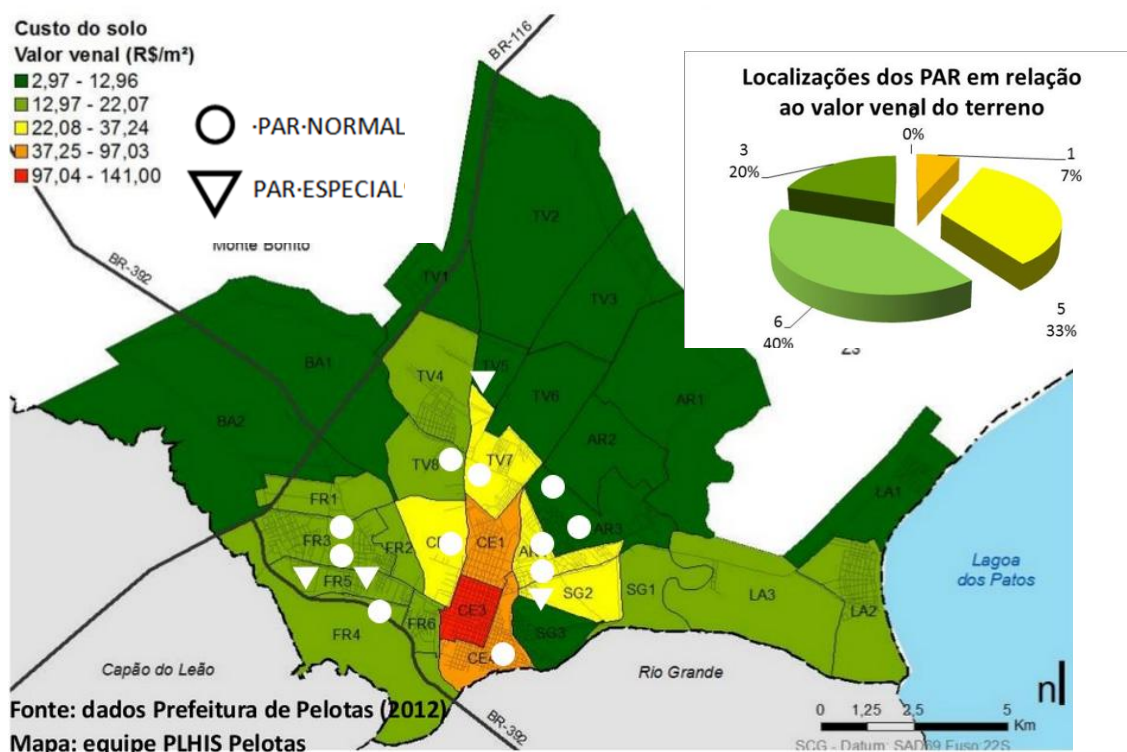 Custo do solo
Valor venal (R$/m²)
2,97 - 12,96
12,97 - 22,07
22,08 - 37,24
37,25 - 97,03
97,04 - 141,00
·PAR·NORMAL
PAR·ESPECIAL
Monte Bonito
BR-116
BR-392
Localizações dos PAR em relação
ao valor venal do terreno
0%
1
7%
3
20%
5
33%
6
40%
TV2
TV1
TV3
BA1
TV5
TV4
TV6
AR1
BA2
AR2
TV7
TV8
LA1
FR1
AR3
FR3
FR2
CE1
FR5
SG2
SG1
LA3
LA2
CE3
FR6
FR4
SG3
Lagoa
dos Patos
Capão do Leão
Rio Grande
BR-392
n
Fonte: dados Prefeitura de Pelotas (2012)
Mapa: equipe PLHIS Pelotas
0 1,25 2,5 5
Km
SCG - Datum: SAD69 Fuso:22S